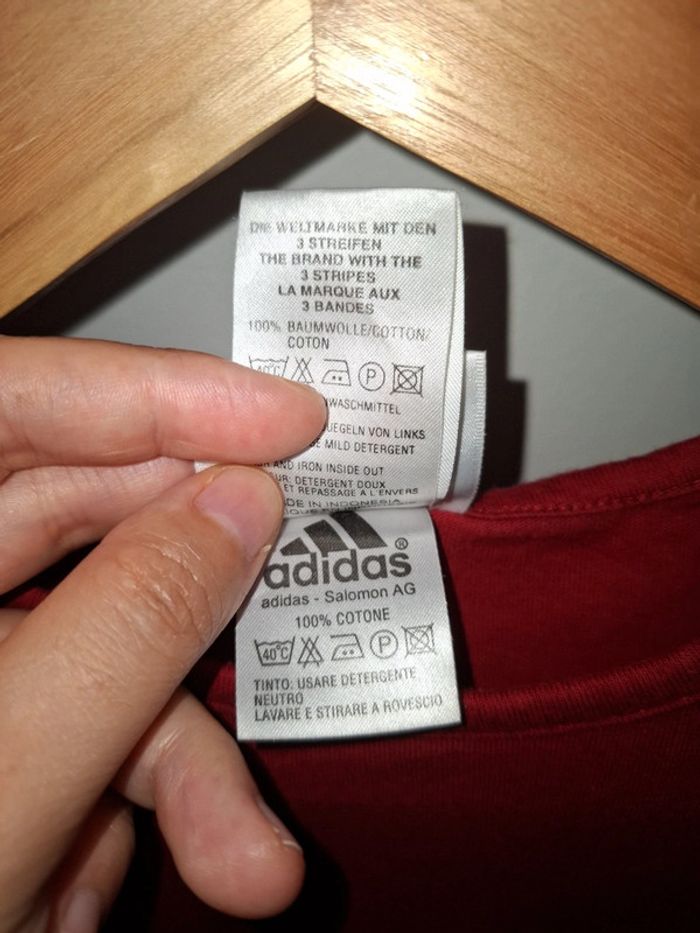 DIE WELTMARKE MIT DEN
3 STREIFEN
THE BRAND WITH THE
3 STRIPES
LA MARQUE AUX
3 BANDES
100% BAUMWOLLE/COTTON/
COTON
40°C P
WASCHMITTEL
VON LINKS
MILD DETERGENT
AND IRON INSIDE OUT
DETERGENT DOUX
ET REPASSAGE A L'ENVERS
IN INDONESIA
adidas®
adidas - Salomon AG
100% COTONE
40°C P
TINTO: USARE DETERGENTE
NEUTRO
LAVARE E STIRARE A ROVESCIO